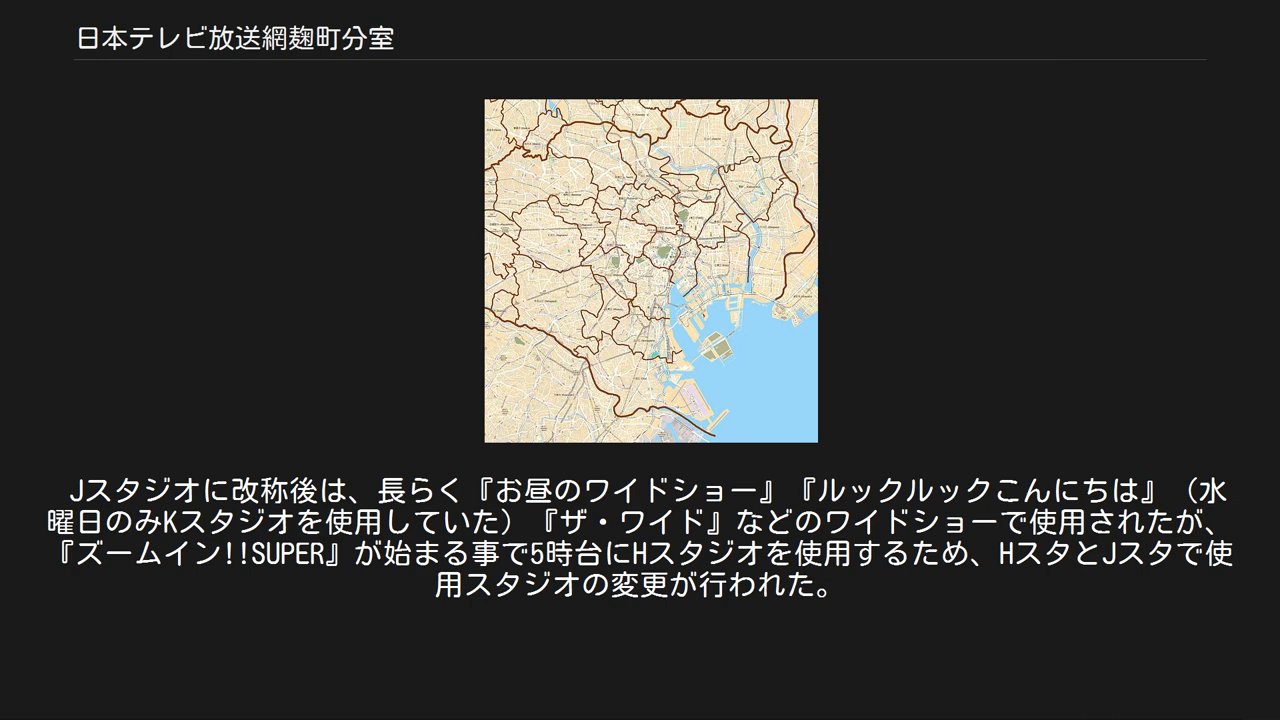 日本テレビ放送網麹町分室
Jスタジオに改称後は、長らく『お昼のワイドショー』『ルックルックこんにちは』（水
曜日のみKスタジオを使用していた）『ザ・ワイド』などのワイドショーで使用されたが、
『ズームイン!!SUPER』が始まる事で5時台にHスタジオを使用するため、HスタとJスタで使
用スタジオの変更が行われた。